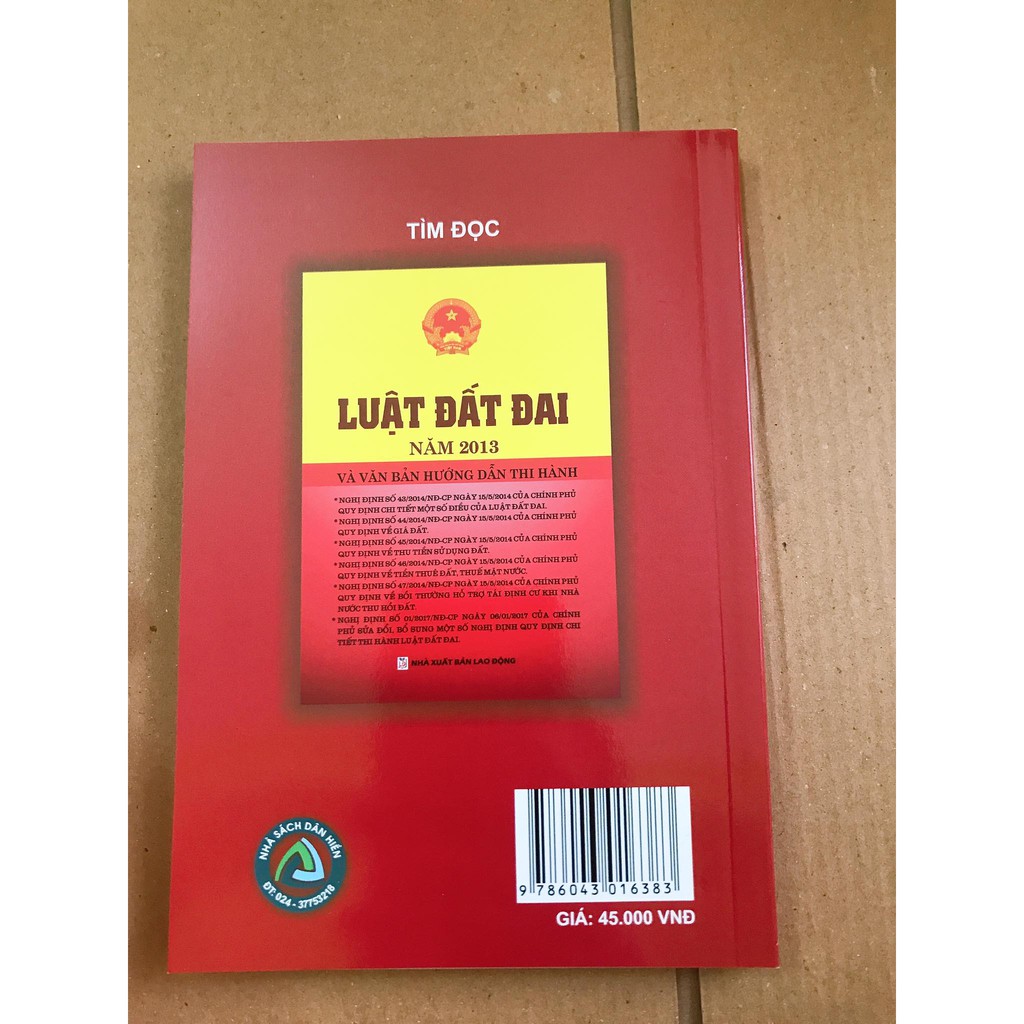 TÌM ĐỌC
LUẬT ĐẤT ĐAI
NĂM 2013
VÀ VĂN BẢN HƯỚNG DẪN THI HÀNH
* NGHỊ ĐỊNH SỐ 43/2014/NĐ-CP NGÀY 15/5/2014 CỦA CHÍNH PHỦ
QUY ĐỊNH CHI TIẾT MỘT SỐ ĐIỀU CỦA LUẬT ĐẤT ĐAI.
* NGHỊ ĐỊNH SỐ 44/2014/NĐ-CP NGÀY 15/5/2014 CỦA CHÍNH PHỦ
QUY ĐỊNH VỀ GIÁ ĐẤT.
* NGHỊ ĐỊNH SỐ 45/2014/NĐ-CP NGÀY 15/5/2014 CỦA CHÍNH PHỦ
QUY ĐỊNH VỀ THU TIỀN SỬ DỤNG ĐẤT.
* NGHỊ ĐỊNH SỐ 46/2014/NĐ-CP NGÀY 15/5/2014 CỦA CHÍNH PHỦ
QUY ĐỊNH VỀ TIỀN THUÊ ĐẤT, THUÊ MẶT NƯỚC.
* NGHỊ ĐỊNH SỐ 47/2014/NĐ-CP NGÀY 15/5/2014 CỦA CHÍNH PHỦ
QUY ĐỊNH VỀ BỒI THƯỜNG HỖ TRỢ TÁI ĐỊNH CƯ KHI NHÀ
NƯỚC THU HỒI ĐẤT.
* NGHỊ ĐỊNH SỐ 01/2017/NĐ-CP NGÀY 06/01/2017 CỦA CHÍNH
PHỦ SỬA ĐỔI, BỔ SUNG MỘT SỐ NGHỊ ĐỊNH QUY ĐỊNH CHI
TIẾT THI HÀNH LUẬT ĐẤT ĐAI.
NHÀ XUẤT BẢN LAO ĐỘNG
NHÀ SÁCH DÂN HIỀN
ĐT: 024 - 37753218
9 786043 016383
GIÁ: 45.000 VNĐ